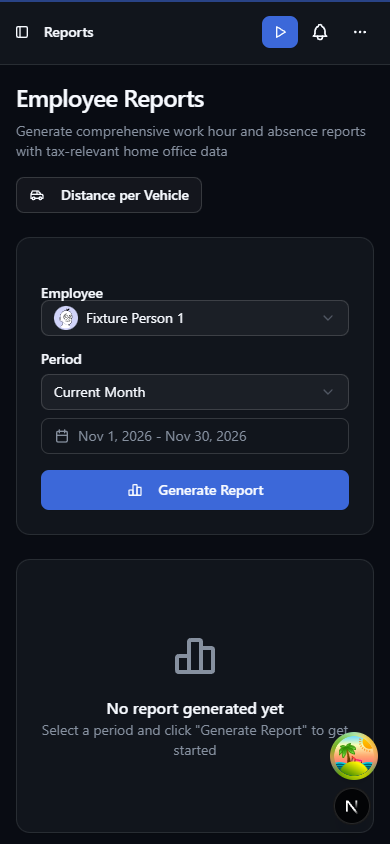 Reports
Employee Reports
Generate comprehensive work hour and absence reports
with tax-relevant home office data
Distance per Vehicle
Employee
Fixture Person 1
Period
Current Month
Nov 1, 2026 - Nov 30, 2026
Generate Report
No report generated yet
Select a period and click "Generate Report" to get
started
N